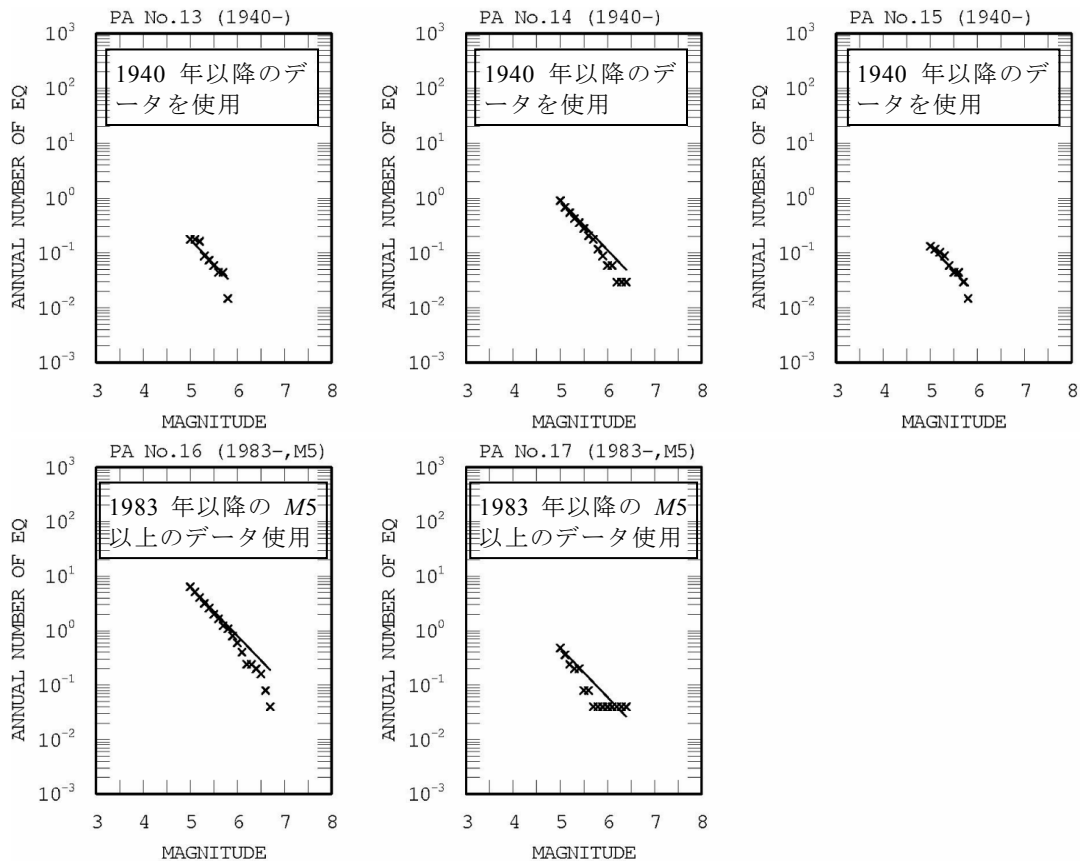 PA No.13 (1940-)
10³
10²
10¹
10⁰
10⁻¹
10⁻²
10⁻³
ANNUAL NUMBER OF EQ
1940 年以降のデ
ータを使用
3 4 5 6 7 8
MAGNITUDE
PA No.14 (1940-)
10³
10²
10¹
10⁰
10⁻¹
10⁻²
10⁻³
ANNUAL NUMBER OF EQ
1940 年以降のデ
ータを使用
3 4 5 6 7 8
MAGNITUDE
PA No.15 (1940-)
10³
10²
10¹
10⁰
10⁻¹
10⁻²
10⁻³
ANNUAL NUMBER OF EQ
1940 年以降のデ
ータを使用
3 4 5 6 7 8
MAGNITUDE
PA No.16 (1983-,M5)
10³
10²
10¹
10⁰
10⁻¹
10⁻²
10⁻³
ANNUAL NUMBER OF EQ
1983 年以降の M5
以上のデータ使用
3 4 5 6 7 8
MAGNITUDE
PA No.17 (1983-,M5)
10³
10²
10¹
10⁰
10⁻¹
10⁻²
10⁻³
ANNUAL NUMBER OF EQ
1983 年以降の M5
以上のデータ使用
3 4 5 6 7 8
MAGNITUDE